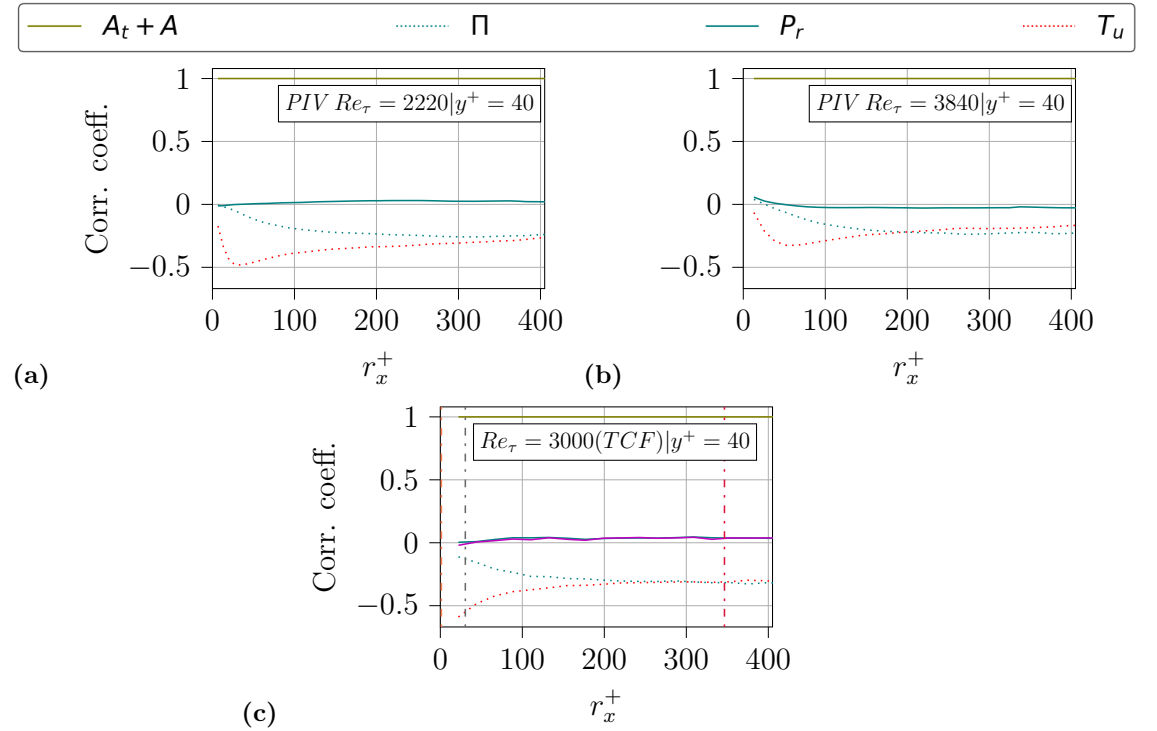 A_t + A Π P_r T_u
PIV Re_τ = 2220|y^+ = 40
Corr. coeff.
1
0.5
0
−0.5
0 100 200 300 400
r_x^+
(a)
PIV Re_τ = 3840|y^+ = 40
1
0.5
0
−0.5
0 100 200 300 400
r_x^+
(b)
Re_τ = 3000(TCF)|y^+ = 40
Corr. coeff.
1
0.5
0
−0.5
0 100 200 300 400
r_x^+
(c)